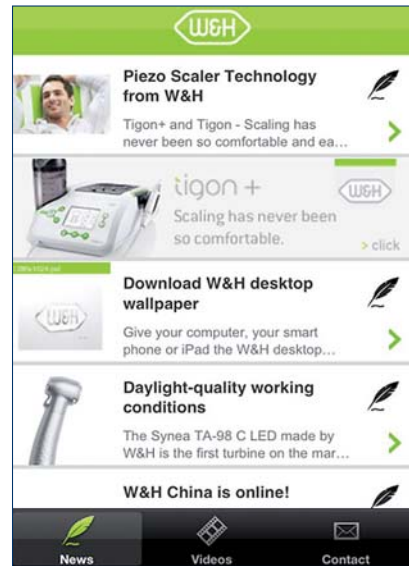 W&H
Piezo Scaler Technology
from W&H
Tigon+ and Tigon - Scaling has
never been so comfortable and ea...
tigon +
W&H
Scaling has never been
so comfortable.
> click
Download W&H desktop
wallpaper
W&H
Give your computer, your smart
phone or iPad the W&H desktop...
Daylight-quality working
conditions
The Synea TA-98 C LED made by
W&H is the first turbine on the mar...
W&H China is online!
News
Videos
Contact